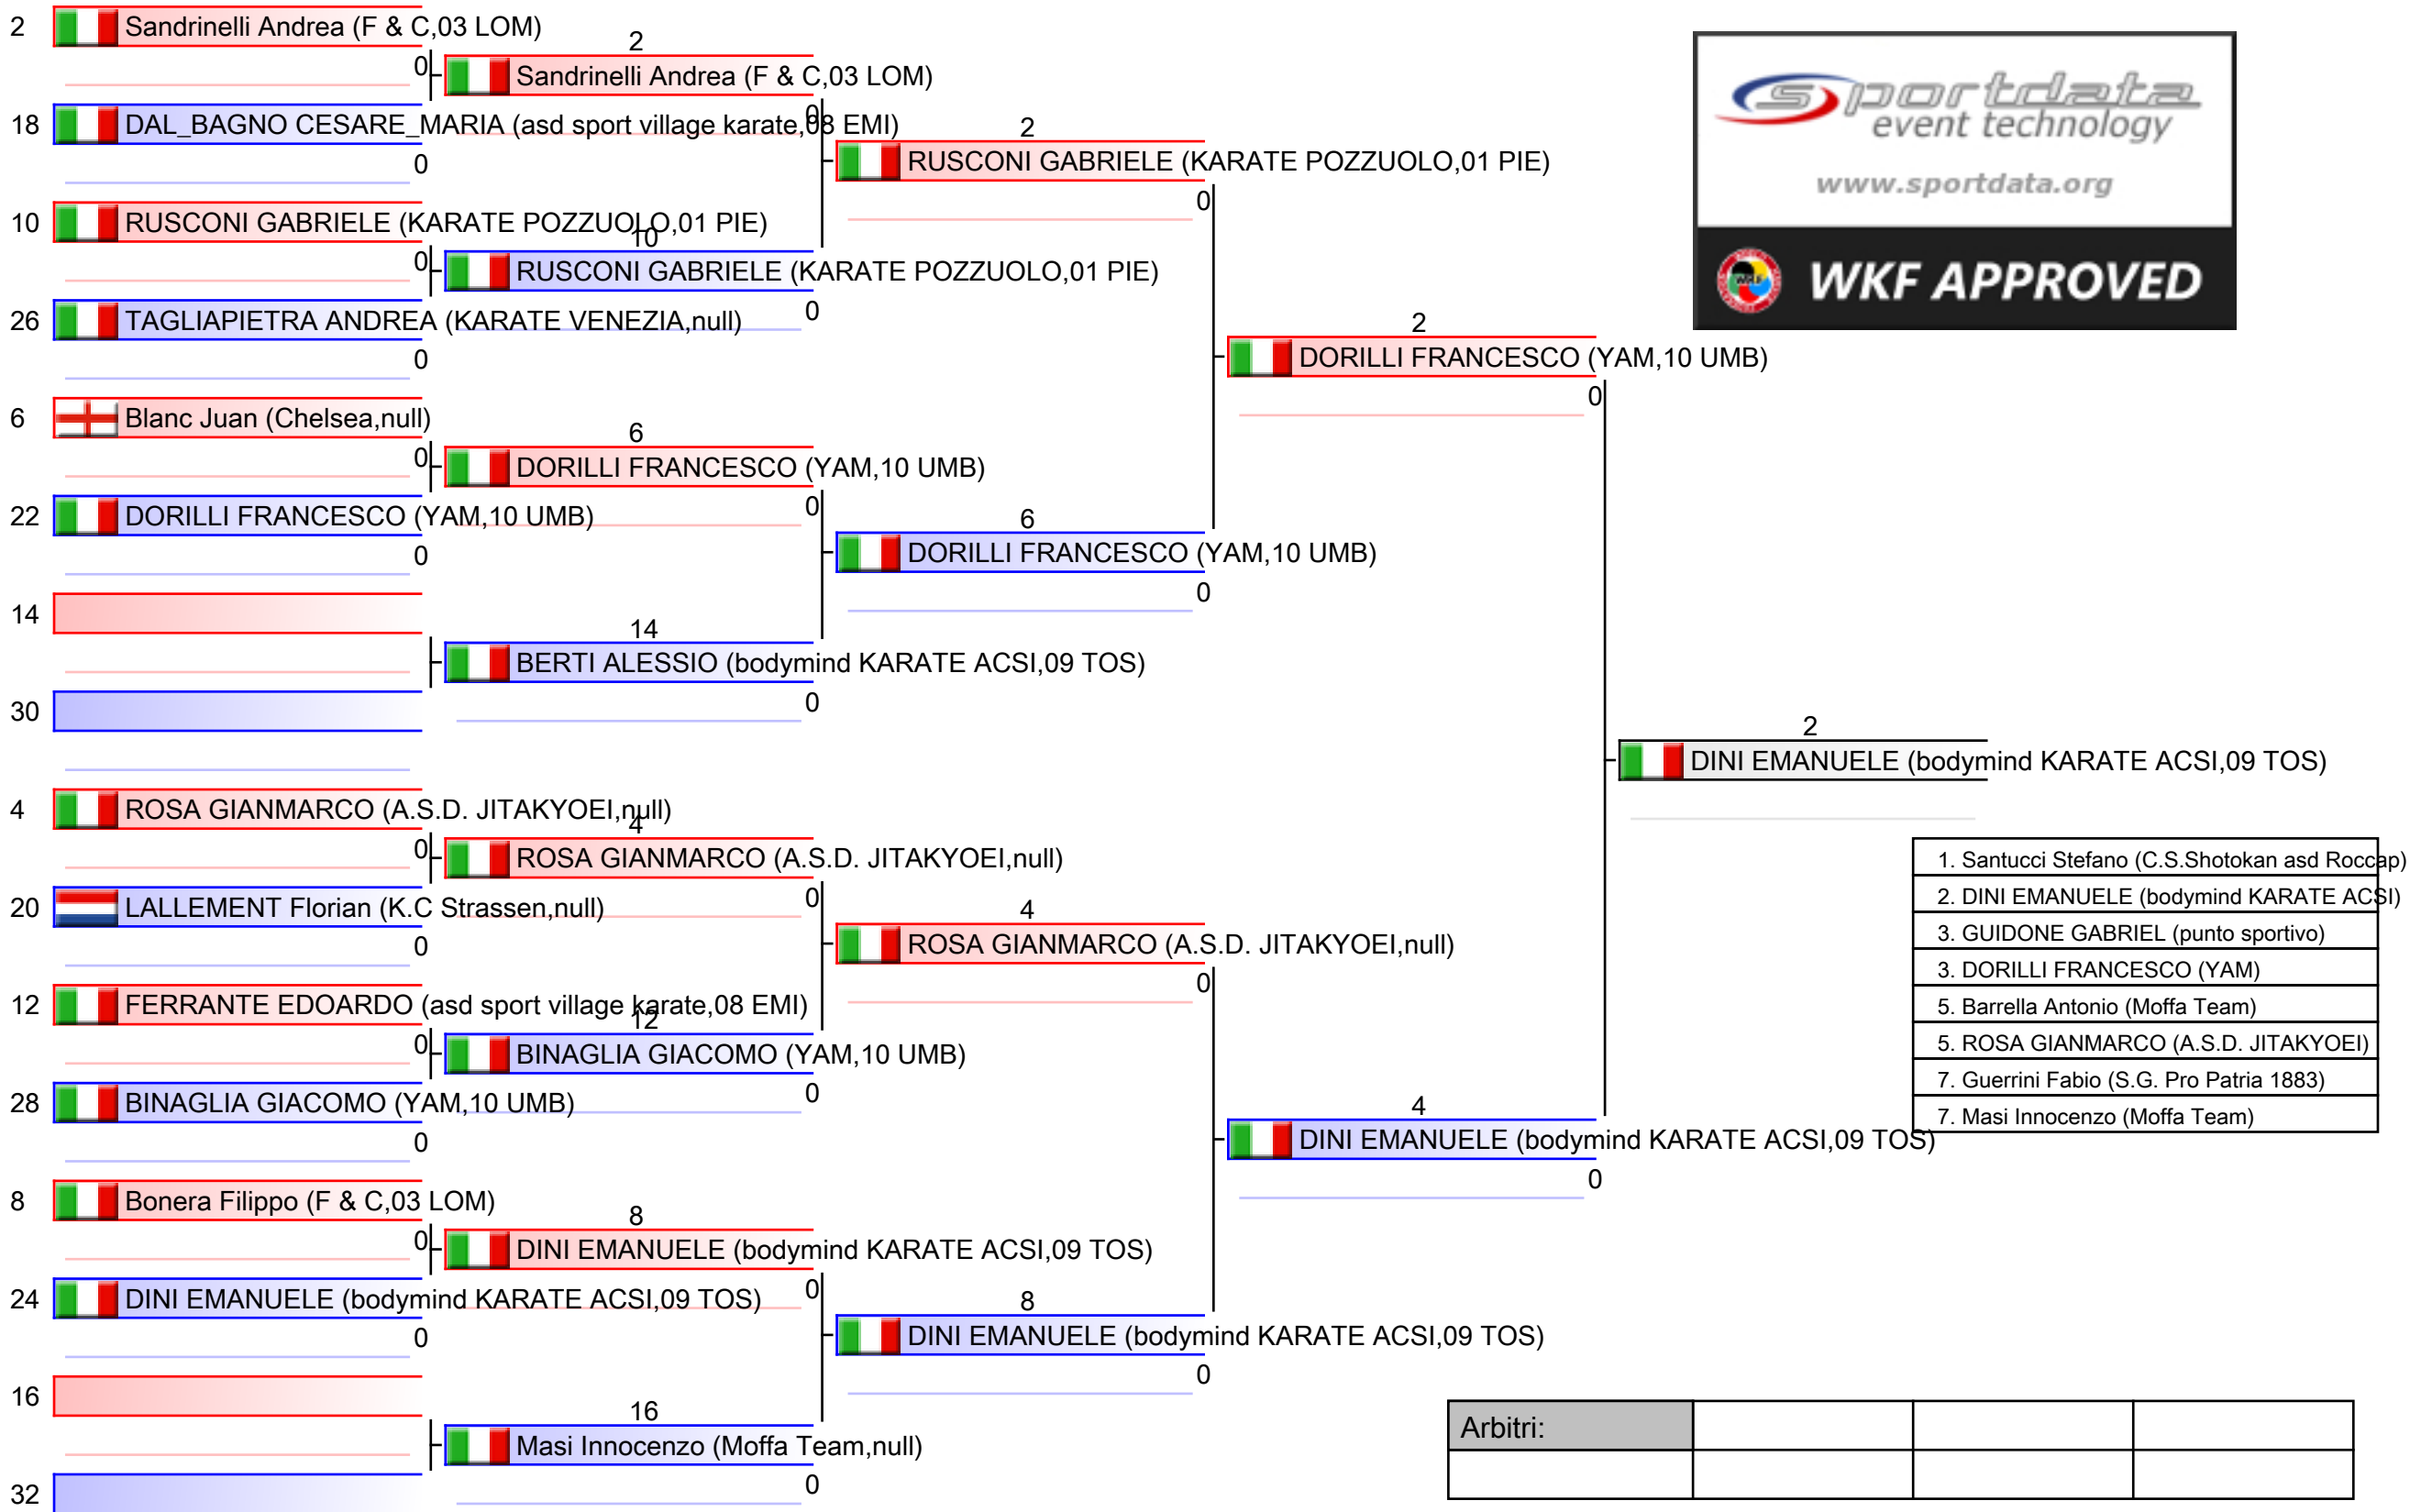 2 Sandrinelli Andrea (F & C,03 LOM)
0
18 DAL_BAGNO CESARE_MARIA (asd sport village karate,08 EMI)
0
10 RUSCONI GABRIELE (KARATE POZZUOLO,01 PIE)
0
26 TAGLIAPIETRA ANDREA (KARATE VENEZIA,null)
0
6 Blanc Juan (Chelsea,null)
0
22 DORILLI FRANCESCO (YAM,10 UMB)
0
14
30
4 ROSA GIANMARCO (A.S.D. JITAKYOEI,null)
0
20 LALLEMENT Florian (K.C Strassen,null)
0
12 FERRANTE EDOARDO (asd sport village karate,08 EMI)
0
28 BINAGLIA GIACOMO (YAM,10 UMB)
0
8 Bonera Filippo (F & C,03 LOM)
0
24 DINI EMANUELE (bodymind KARATE ACSI,09 TOS)
0
16
32
2
Sandrinelli Andrea (F & C,03 LOM)
0
10
RUSCONI GABRIELE (KARATE POZZUOLO,01 PIE)
0
6
DORILLI FRANCESCO (YAM,10 UMB)
0
14
BERTI ALESSIO (bodymind KARATE ACSI,09 TOS)
0
4
ROSA GIANMARCO (A.S.D. JITAKYOEI,null)
0
12
BINAGLIA GIACOMO (YAM,10 UMB)
0
8
DINI EMANUELE (bodymind KARATE ACSI,09 TOS)
0
16
Masi Innocenzo (Moffa Team,null)
0
2
RUSCONI GABRIELE (KARATE POZZUOLO,01 PIE)
0
6
DORILLI FRANCESCO (YAM,10 UMB)
0
4
ROSA GIANMARCO (A.S.D. JITAKYOEI,null)
0
8
DINI EMANUELE (bodymind KARATE ACSI,09 TOS)
0
2
DORILLI FRANCESCO (YAM,10 UMB)
0
4
DINI EMANUELE (bodymind KARATE ACSI,09 TOS)
0
2
DINI EMANUELE (bodymind KARATE ACSI,09 TOS)
sportdata
event technology
www.sportdata.org
WKF
WKF APPROVED
1. Santucci Stefano (C.S.Shotokan asd Roccap)
2. DINI EMANUELE (bodymind KARATE ACSI)
3. GUIDONE GABRIEL (punto sportivo)
3. DORILLI FRANCESCO (YAM)
5. Barrella Antonio (Moffa Team)
5. ROSA GIANMARCO (A.S.D. JITAKYOEI)
7. Guerrini Fabio (S.G. Pro Patria 1883)
7. Masi Innocenzo (Moffa Team)
Arbitri: